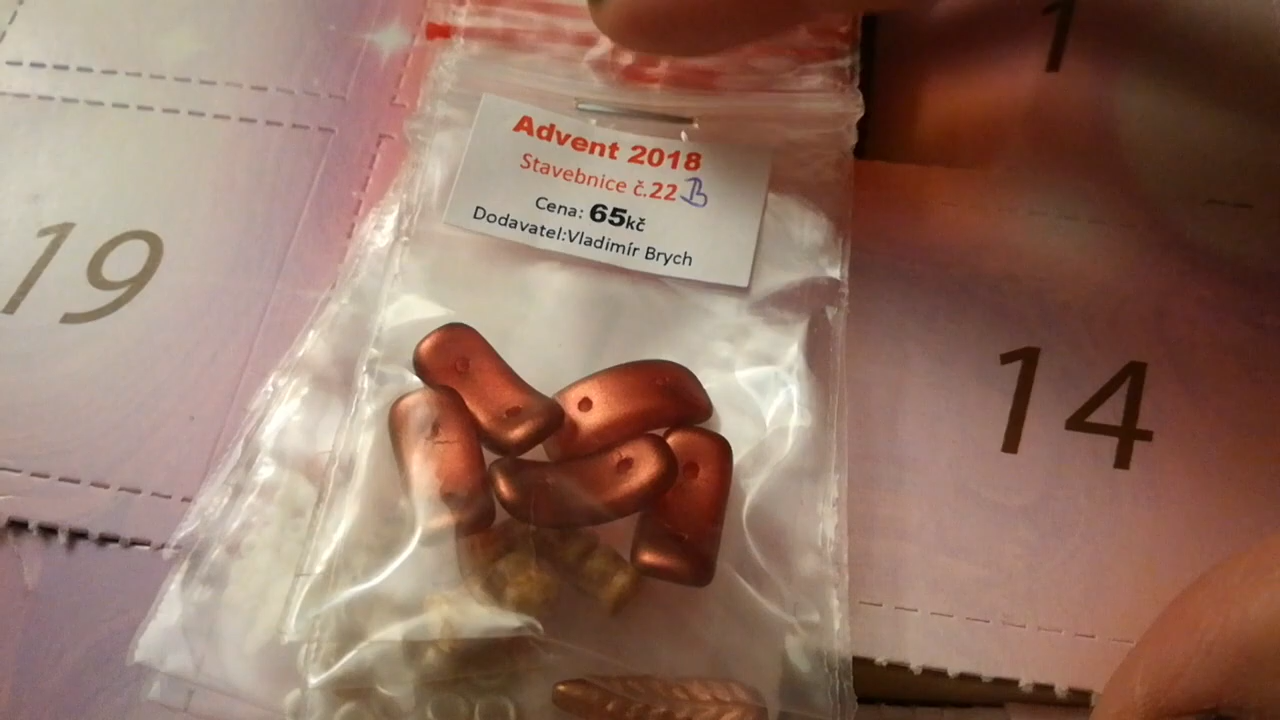 Advent 2018
Stavebnice č.22 B
Cena: 65kč
Dodavatel:Vladimír Brych
19
1
14